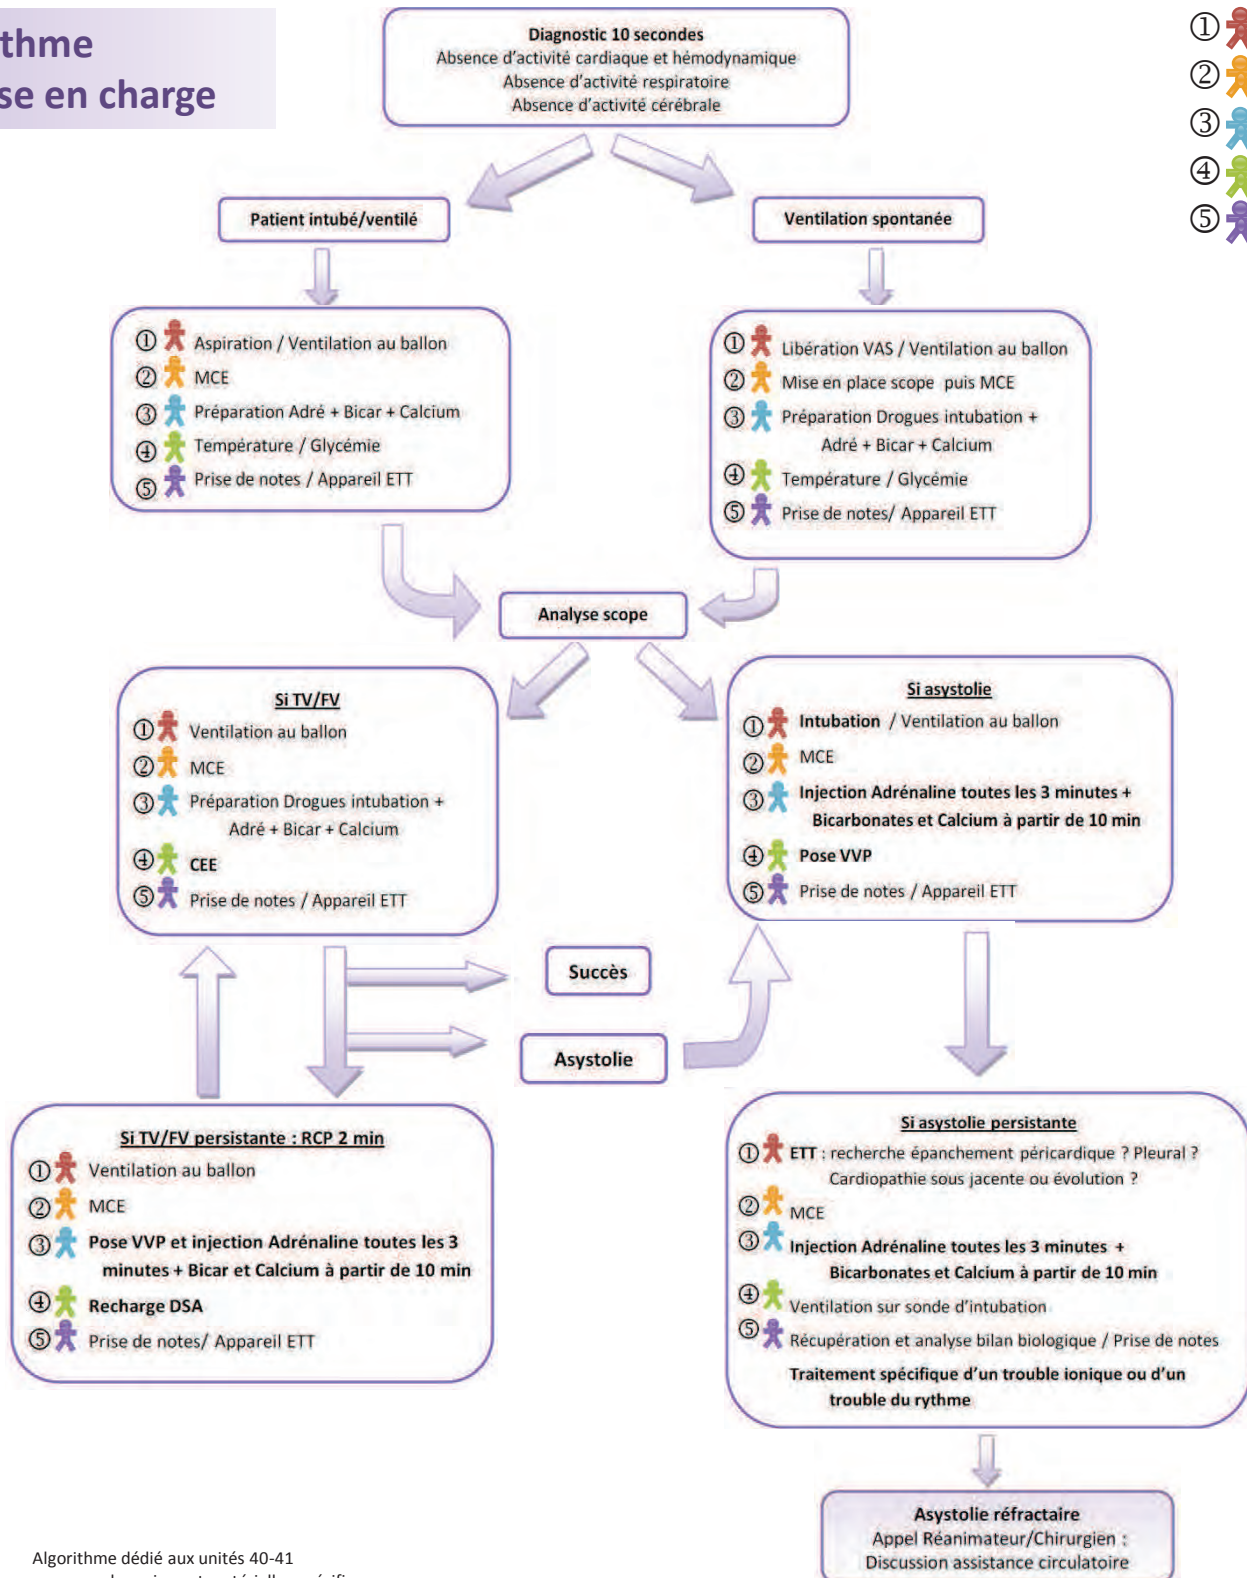 thme
se en charge
Diagnostic 10 secondes
Absence d'activité cardiaque et hémodynamique
Absence d'activité respiratoire
Absence d'activité cérébrale
①
②
③
④
⑤
Patient intubé/ventilé
Ventilation spontanée
① Aspiration / Ventilation au ballon
② MCE
③ Préparation Adré + Bicar + Calcium
④ Température / Glycémie
⑤ Prise de notes / Appareil ETT
① Libération VAS / Ventilation au ballon
② Mise en place scope puis MCE
③ Préparation Drogues intubation +
Adré + Bicar + Calcium
④ Température / Glycémie
⑤ Prise de notes/ Appareil ETT
Analyse scope
Si TV/FV
① Ventilation au ballon
② MCE
③ Préparation Drogues intubation +
Adré + Bicar + Calcium
④ CEE
⑤ Prise de notes / Appareil ETT
Si asystolie
① Intubation / Ventilation au ballon
② MCE
③ Injection Adrénaline toutes les 3 minutes +
Bicarbonates et Calcium à partir de 10 min
④ Pose VVP
⑤ Prise de notes / Appareil ETT
Succès
Asystolie
Si TV/FV persistante : RCP 2 min
① Ventilation au ballon
② MCE
③ Pose VVP et injection Adrénaline toutes les 3
minutes + Bicar et Calcium à partir de 10 min
④ Recharge DSA
⑤ Prise de notes/ Appareil ETT
Si asystolie persistante
① ETT : recherche épanchement péricardique ? Pleural ?
Cardiopathie sous jacente ou évolution ?
② MCE
③ Injection Adrénaline toutes les 3 minutes +
Bicarbonates et Calcium à partir de 10 min
④ Ventilation sur sonde d'intubation
⑤ Récupération et analyse bilan biologique / Prise de notes
Traitement spécifique d'un trouble ionique ou d'un
trouble du rythme
Asystolie réfractaire
Appel Réanimateur/Chirurgien :
Discussion assistance circulatoire
Algorithme dédié aux unités 40-41